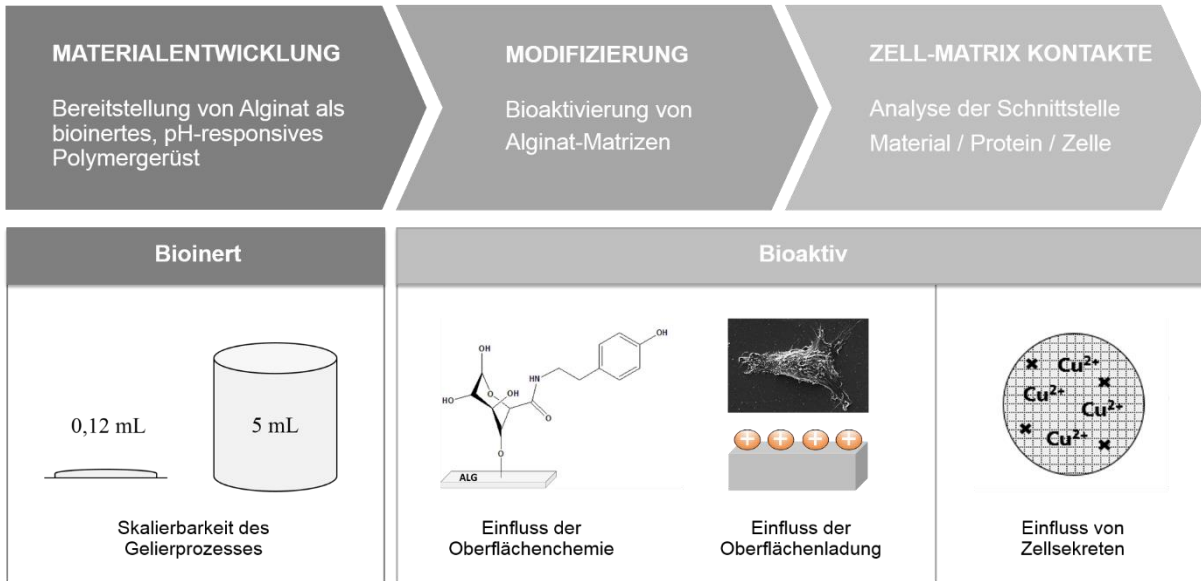 MATERIALENTWICKLUNG
Bereitstellung von Alginat als
bioinertes, pH-responsives
Polymergerüst
MODIFIZIERUNG
Bioaktivierung von
Alginat-Matrizen
ZELL-MATRIX KONTAKTE
Analyse der Schnittstelle
Material / Protein / Zelle
Bioinert
0,12 mL
5 mL
Skalierbarkeit des
Gelierprozesses
Bioaktiv
OH
OH
HN
O
OH
HO
O
O
ALG
Einfluss der
Oberflächenchemie
+ + + +
Einfluss der
Oberflächenladung
Cu²⁺
Cu²⁺
Cu²⁺
Cu²⁺
Einfluss von
Zellsekreten